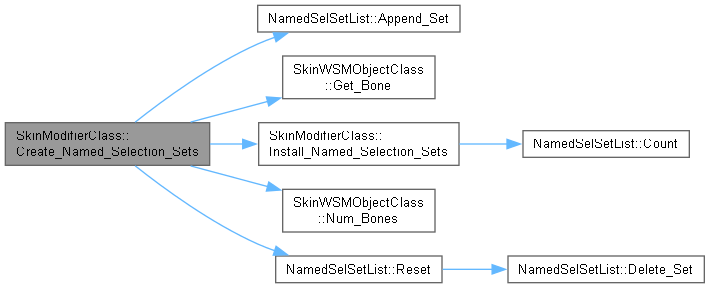 NamedSelSetList::Append_Set
SkinWSMObjectClass
::Get_Bone
SkinModifierClass::
Create_Named_Selection_Sets
SkinModifierClass::
Install_Named_Selection_Sets
NamedSelSetList::Count
SkinWSMObjectClass
::Num_Bones
NamedSelSetList::Reset
NamedSelSetList::Delete_Set